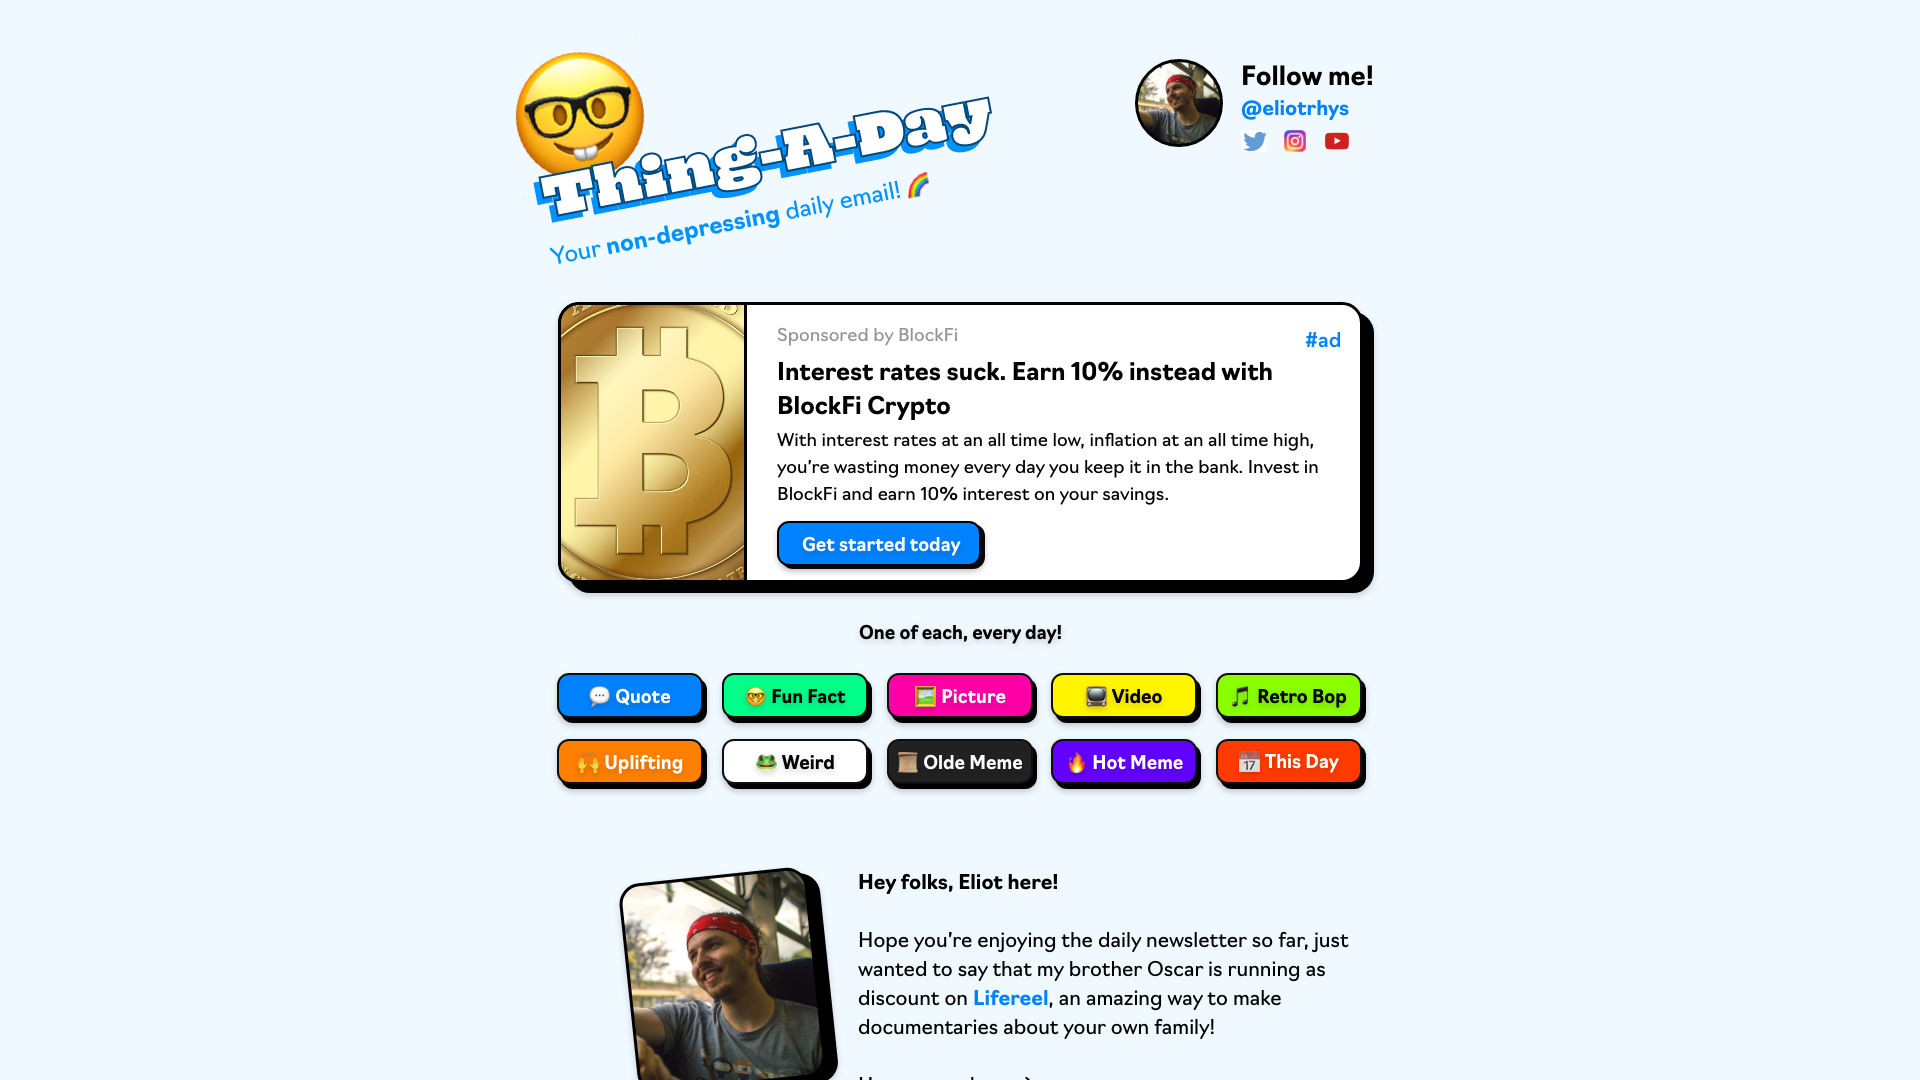 Thing-A-Day
Your non-depressing daily email!
Follow me!
@eliotrhys
Sponsored by BlockFi
#ad
Interest rates suck. Earn 10% instead with
BlockFi Crypto
With interest rates at an all time low, inflation at an all time high,
you're wasting money every day you keep it in the bank. Invest in
BlockFi and earn 10% interest on your savings.
Get started today
One of each, every day!
Quote
Fun Fact
Picture
Video
Retro Bop
Uplifting
Weird
Olde Meme
Hot Meme
17
This Day
Hey folks, Eliot here!
Hope you're enjoying the daily newsletter so far, just
wanted to say that my brother Oscar is running as
discount on Lifereel, an amazing way to make
documentaries about your own family!